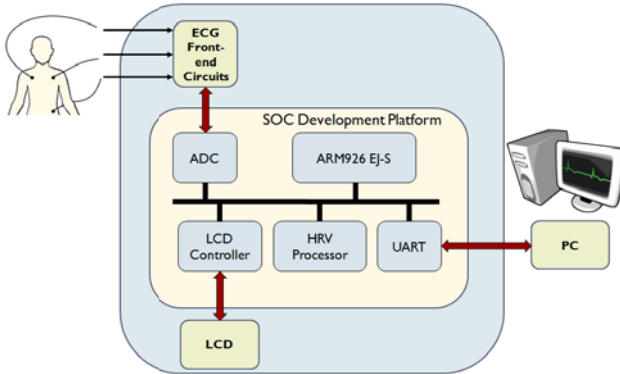 ECG
Front-
end
Circuits
SOC Development Platform
ADC
ARM926 EJ-S
LCD
Controller
HRV
Processor
UART
PC
LCD